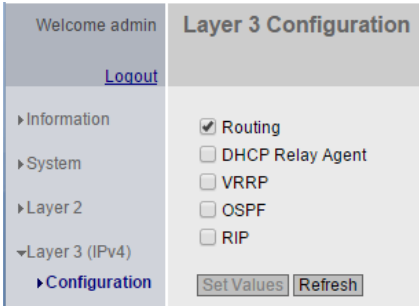 Welcome admin
Layer 3 Configuration
Logout
Information
System
Layer 2
Layer 3 (IPv4)
Configuration
Routing
DHCP Relay Agent
VRRP
OSPF
RIP
Set Values Refresh